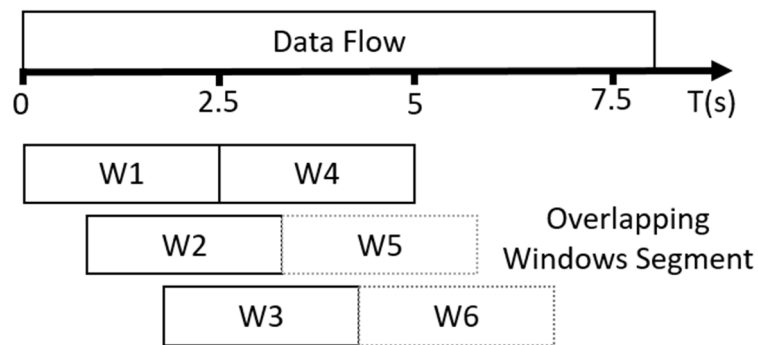 Data Flow
0
2.5
5
7.5
T(s)
W1
W4
W2
W5
Overlapping
Windows Segment
W3
W6